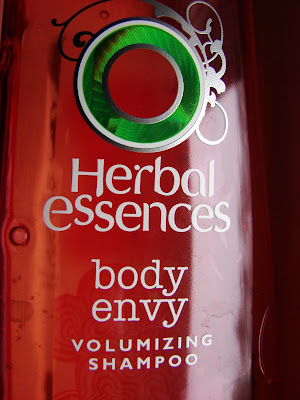 Herbal
essences
body
envy
VOLUMIZING
SHAMPOO